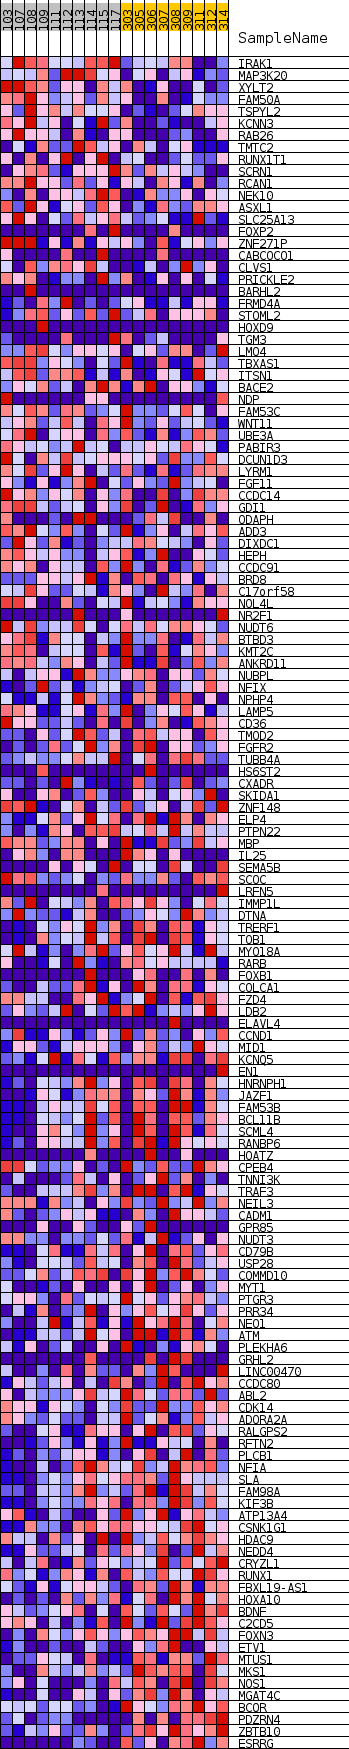 103 107 108 109 111 112 113 114 115 117 303 305 306 307 308 309 311 312 314
SampleName
IRAK1
MAP3K20
XYLT2
FAM50A
TSPYL2
KCNN3
RAB26
TMTC2
RUNX1T1
SCRN1
RCAN1
NEK10
ASXL1
SLC25A13
FOXP2
ZNF271P
CABCOCO1
CLVS1
PRICKLE2
BARHL2
FRMD4A
STOML2
HOXD9
TGM3
LMO4
TBXAS1
ITSN1
BACE2
NDP
FAM53C
WNT11
UBE3A
PABIR3
DCUN1D3
LYRM1
FGF11
CCDC14
GDI1
ODAPH
ADD3
DIXDC1
HEPH
CCDC91
BRD8
C17orf58
NOL4L
NR2F1
NUDT6
BTBD3
KMT2C
ANKRD11
NUBPL
NFIX
NPHP4
LAMP5
CD36
TMOD2
FGFR2
TUBB4A
HS6ST2
CXADR
SKIDA1
ZNF148
ELP4
PTPN22
MBP
IL25
SEMA5B
SCOC
LRFN5
IMMP1L
DTNA
TRERF1
TOB1
MYO18A
RARB
FOXB1
COLCA1
FZD4
LDB2
ELAVL4
CCND1
MID1
KCNQ5
EN1
HNRNPH1
JAZF1
FAM53B
BCL11B
SCML4
RANBP6
HOATZ
CPEB4
TNNI3K
TRAF3
NEIL3
CADM1
GPR85
NUDT3
CD79B
USP28
COMMD10
MYT1
PTGR3
PRR34
NEO1
ATM
PLEKHA6
GRHL2
LINC00470
CCDC80
ABL2
CDK14
ADORA2A
RALGPS2
RFTN2
PLCB1
NFIA
SLA
FAM98A
KIF3B
ATP13A4
CSNK1G1
HDAC9
NEDD4
CRYZL1
RUNX1
FBXL19-AS1
HOXA10
BDNF
C2CD5
FOXN3
ETV1
MTUS1
MKS1
NOS1
MGAT4C
BCOR
PDZRN4
ZBTB10
ESRRG